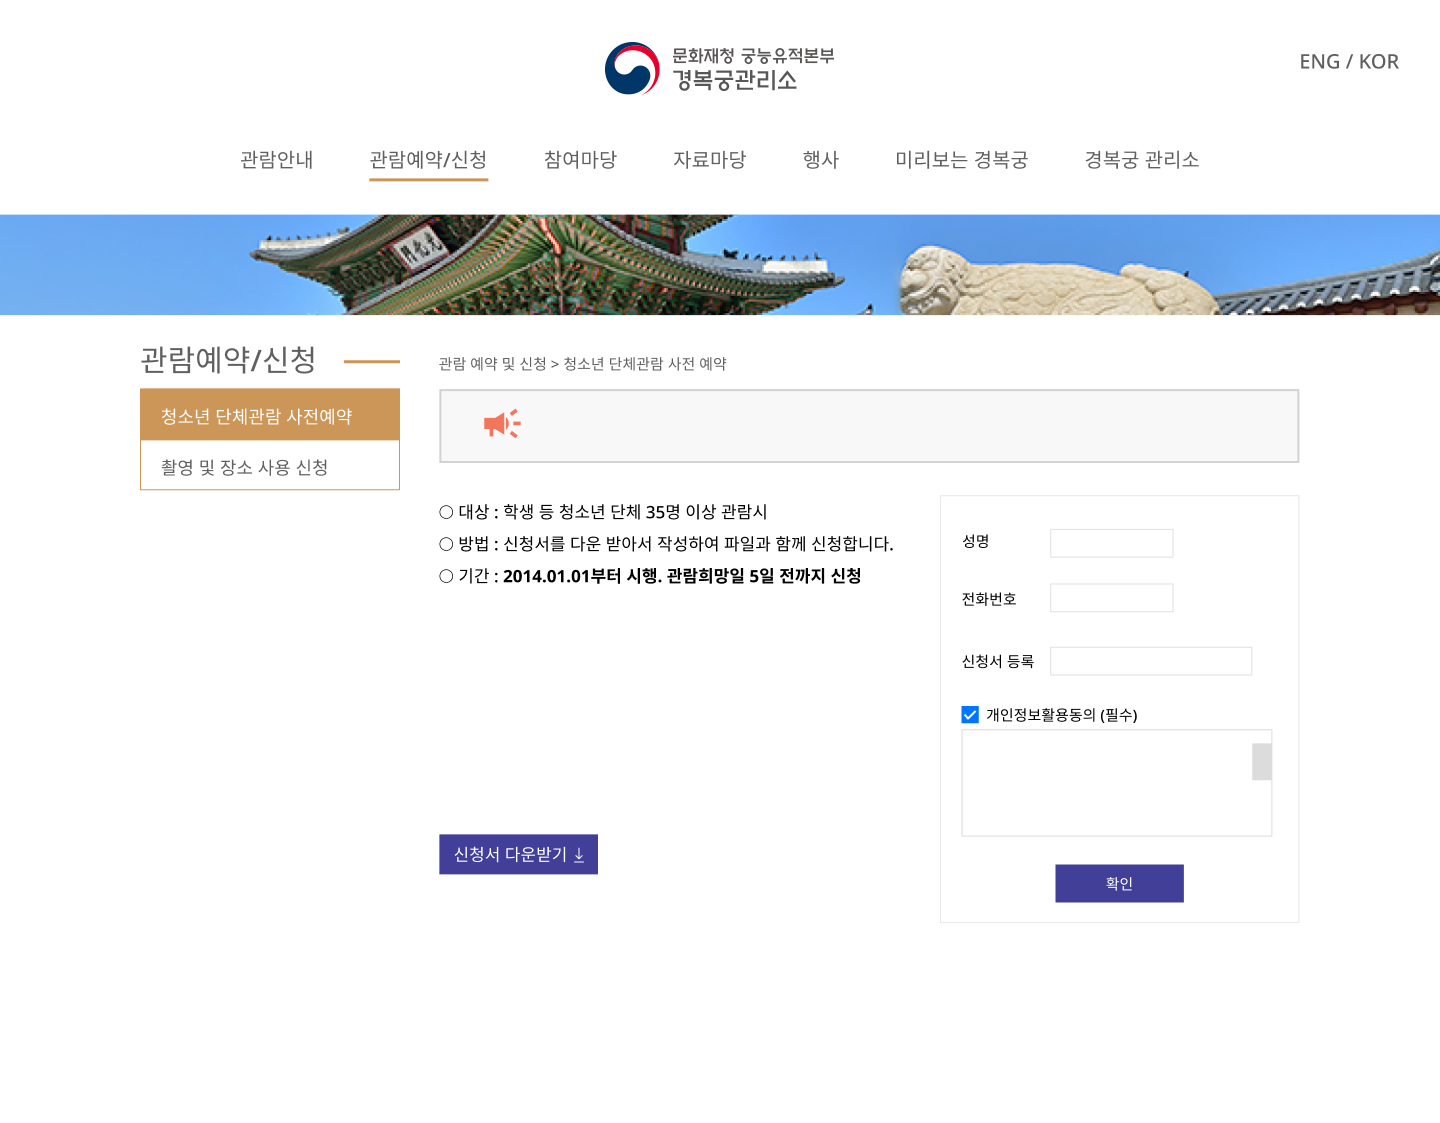 문화재청 궁능유적본부
경복궁관리소
ENG / KOR
관람안내 관람예약/신청 참여마당 자료마당 행사 미리보는 경복궁 경복궁 관리소
光化門
관람예약/신청
청소년 단체관람 사전예약
촬영 및 장소 사용 신청
관람 예약 및 신청 > 청소년 단체관람 사전 예약
○ 대상 : 학생 등 청소년 단체 35명 이상 관람시
○ 방법 : 신청서를 다운 받아서 작성하여 파일과 함께 신청합니다.
○ 기간 : 2014.01.01부터 시행. 관람희망일 5일 전까지 신청
신청서 다운받기
성명
전화번호
신청서 등록
개인정보활용동의 (필수)
확인